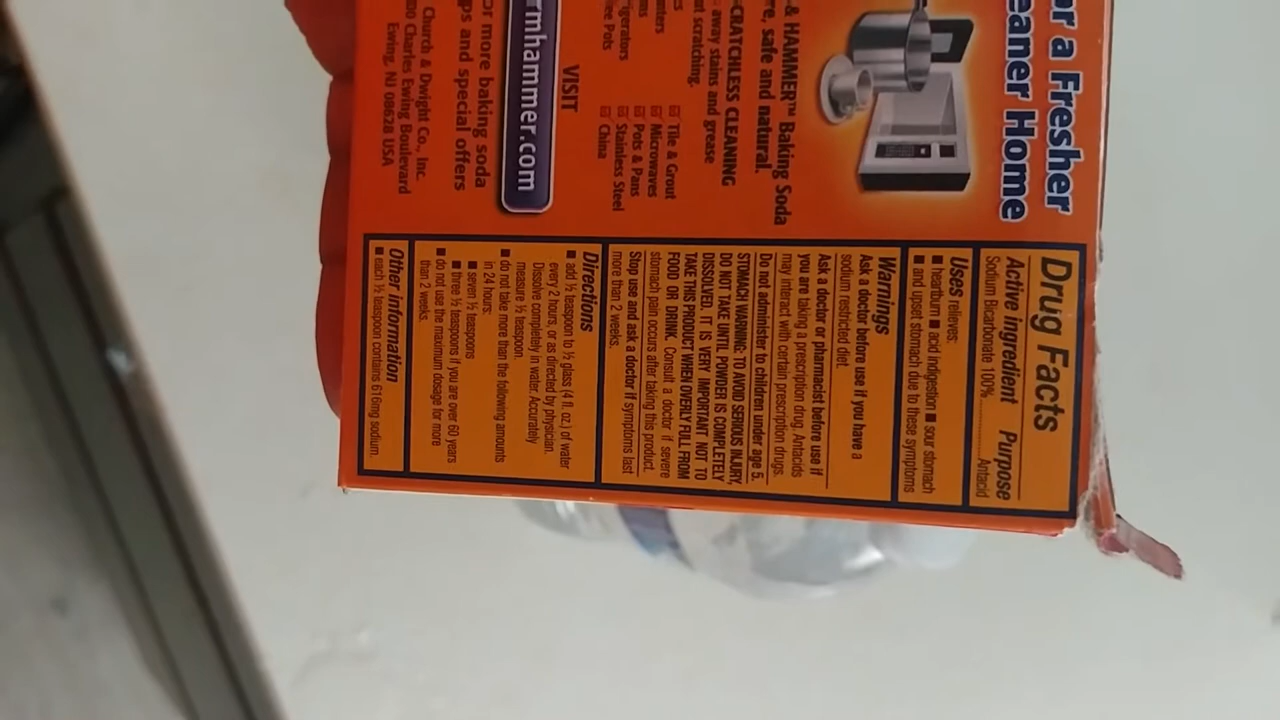 a Fresher
eaner Home
& HAMMER™ Baking Soda
safe and natural.
CRATCHLESS CLEANING
away stains and grease
scratching.
☑ Tile & Grout
☑ Microwaves
☑ Pots & Pans
☑ Stainless Steel
Pots ☑ China
VISIT
rmhammer.com
or more baking soda
ps and special offers
Church & Dwight Co., Inc.
Charles Ewing Boulevard
Ewing, NJ 08628 USA
Drug Facts
Active ingredient Purpose
Sodium Bicarbonate 100%..............Antacid
Uses relieves:
■ heartburn ■ acid indigestion ■ sour stomach
■ and upset stomach due to these symptoms
Warnings
Ask a doctor before use if you have a
sodium restricted diet.
Ask a doctor or pharmacist before use if
you are taking a prescription drug. Antacids
may interact with certain prescription drugs.
Do not administer to children under age 5.
STOMACH WARNING: TO AVOID SERIOUS INJURY,
DO NOT TAKE UNTIL POWDER IS COMPLETELY
DISSOLVED. IT IS VERY IMPORTANT NOT TO
TAKE THIS PRODUCT WHEN OVERLY FULL FROM
FOOD OR DRINK. Consult a doctor if severe
stomach pain occurs after taking this product.
Stop use and ask a doctor if symptoms last
more than 2 weeks.
Directions
■ add ½ teaspoon to ½ glass (4 fl. oz.) of water
every 2 hours, or as directed by physician.
Dissolve completely in water. Accurately
measure ½ teaspoon.
■ do not take more than the following amounts
in 24 hours:
■ seven ½ teaspoons
■ three ½ teaspoons if you are over 60 years
■ do not use the maximum dosage for more
than 2 weeks.
Other information
■ each ½ teaspoon contains 616mg sodium.